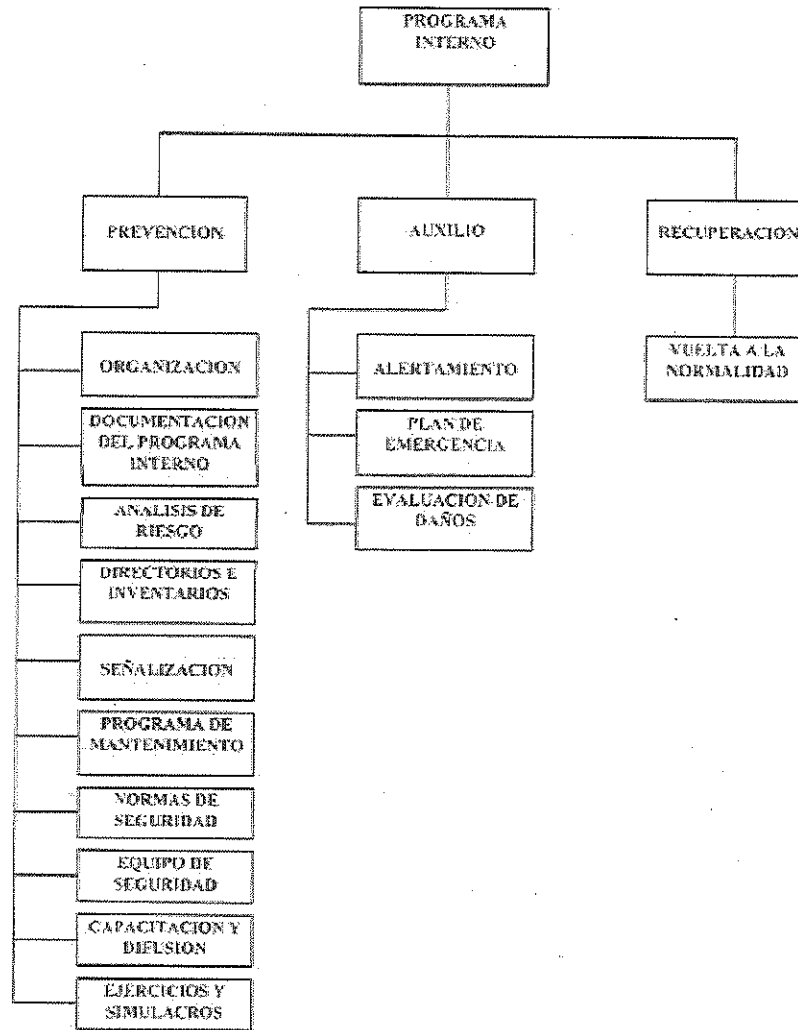 PROGRAMA
INTERNO
PREVENCION
AUXILIO
RECUPERACION
ORGANIZACION
DOCUMENTACION
DEL PROGRAMA
INTERNO
ANALISIS DE
RIESGO
DIRECTORIOS E
INVENTARIOS
SEÑALIZACION
PROGRAMA DE
MANTENIMIENTO
NORMAS DE
SEGURIDAD
EQUIPO DE
SEGURIDAD
CAPACITACION Y
DIFUSION
EJERCICIOS Y
SIMULACROS
ALERTAMIENTO
PLAN DE
EMERGENCIA
EVALUACION DE
DAÑOS
VUELTA A LA
NORMALIDAD